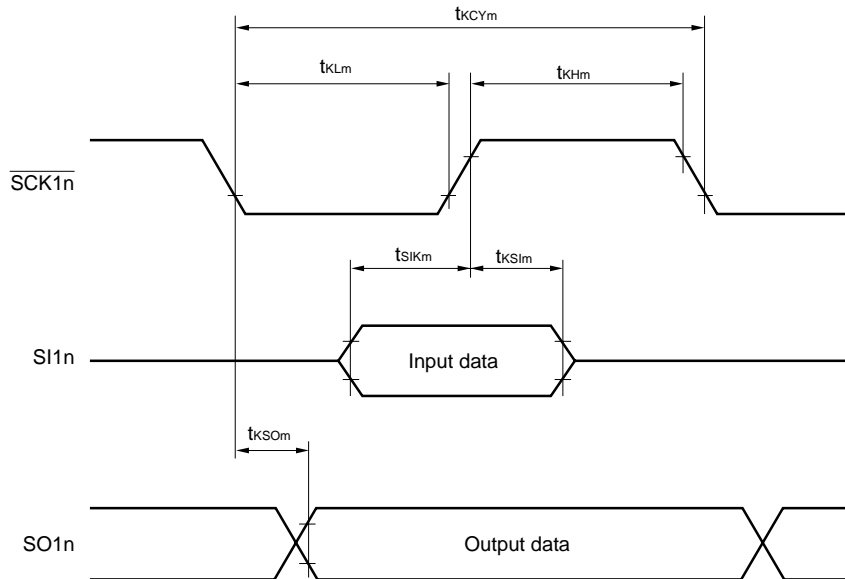 tKCYm
tKLm
tKHm
SCK1n
tSIKm
tKSIm
SI1n
Input data
tKSOm
SO1n
Output data